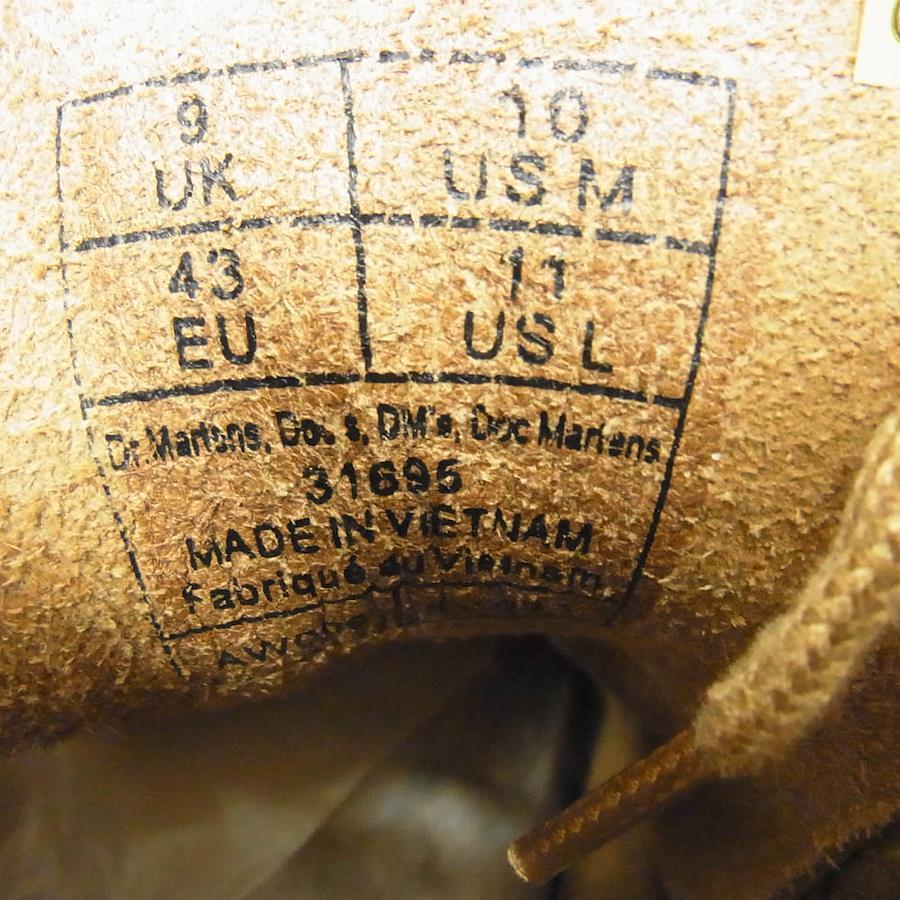 9
UK
10
US M
43
EU
11
US L
Dr. Martens, Doc's, DM's, Doc Martens
31695
MADE IN VIETNAM
Fabriqué au Vietnam